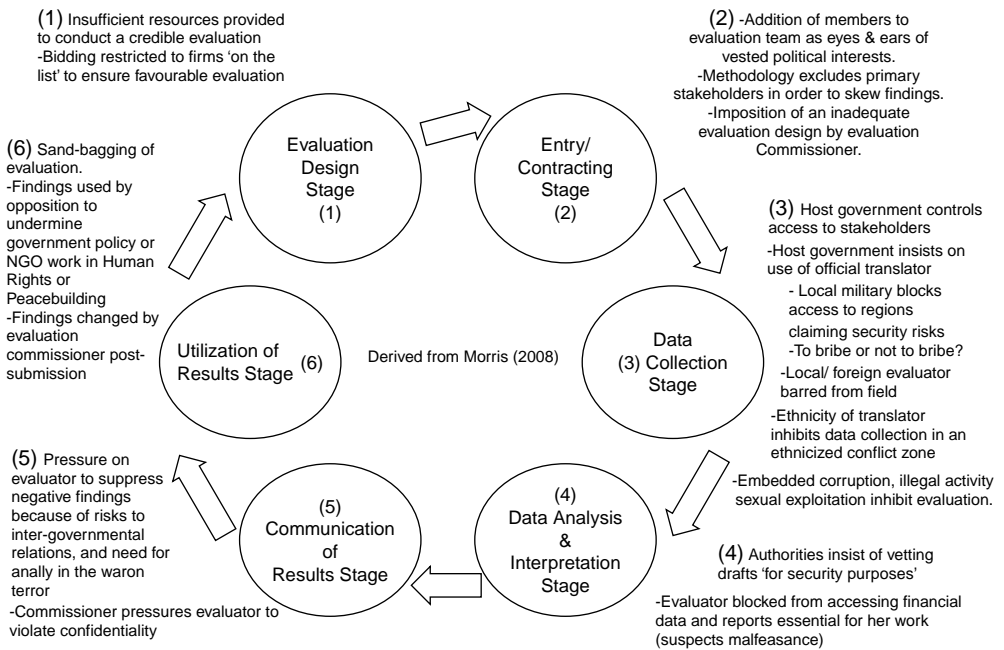 (1) Insufficient resources provided
to conduct a credible evaluation
-Bidding restricted to firms ‘on the
list’ to ensure favourable evaluation
(2) -Addition of members to
evaluation team as eyes & ears of
vested political interests.
-Methodology excludes primary
stakeholders in order to skew findings.
-Imposition of an inadequate
evaluation design by evaluation
Commissioner.
Evaluation
Design
Stage
(1)
Entry/
Contracting
Stage
(2)
(6) Sand-bagging of
evaluation.
-Findings used by
opposition to
undermine
government policy or
NGO work in Human
Rights or
Peacebuilding
-Findings changed by
evaluation
commissioner post-
submission
(3) Host government controls
access to stakeholders
-Host government insists on
use of official translator
- Local military blocks
access to regions
claiming security risks
-To bribe or not to bribe?
-Local/ foreign evaluator
barred from field
-Ethnicity of translator
inhibits data collection in an
ethnicized conflict zone
-Embedded corruption, illegal activity
sexual exploitation inhibit evaluation.
Utilization of
Results Stage (6)
Derived from Morris (2008)
Data
(3) Collection
Stage
(5) Pressure on
evaluator to suppress
negative findings
because of risks to
inter-governmental
relations, and need for
anally in the waron
terror
-Commissioner pressures evaluator to
violate confidentiality
(5)
Communication
of
Results Stage
(4)
Data Analysis
&
Interpretation
Stage
(4) Authorities insist of vetting
drafts ‘for security purposes’
-Evaluator blocked from accessing financial
data and reports essential for her work
(suspects malfeasance)